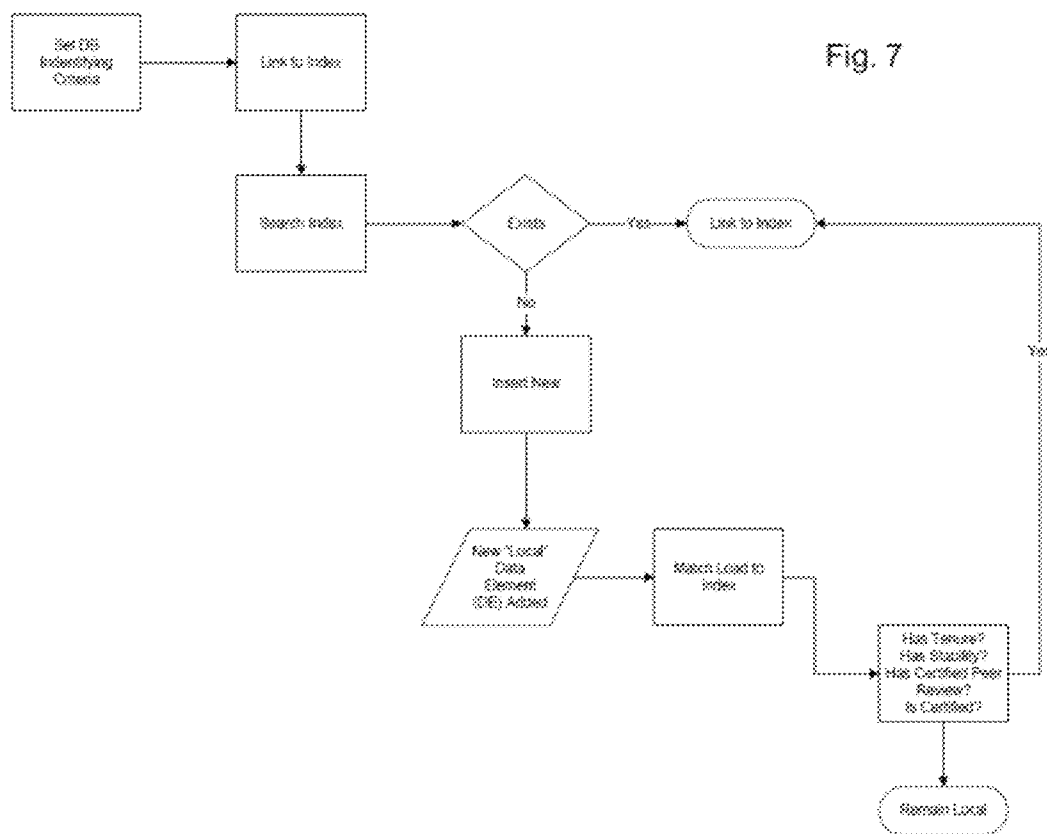 Fig. 7
Set DB
Indentifying
Criteria
Link to Index
Search Index
Exists
Yes
Link to Index
No
Yes
Insert New
New "Local"
Data
Element
(DE) Added
Match Load to
Index
Has Tenure?
Has Stability?
Has Certified Peer
Review?
Is Certified?
Remain Local